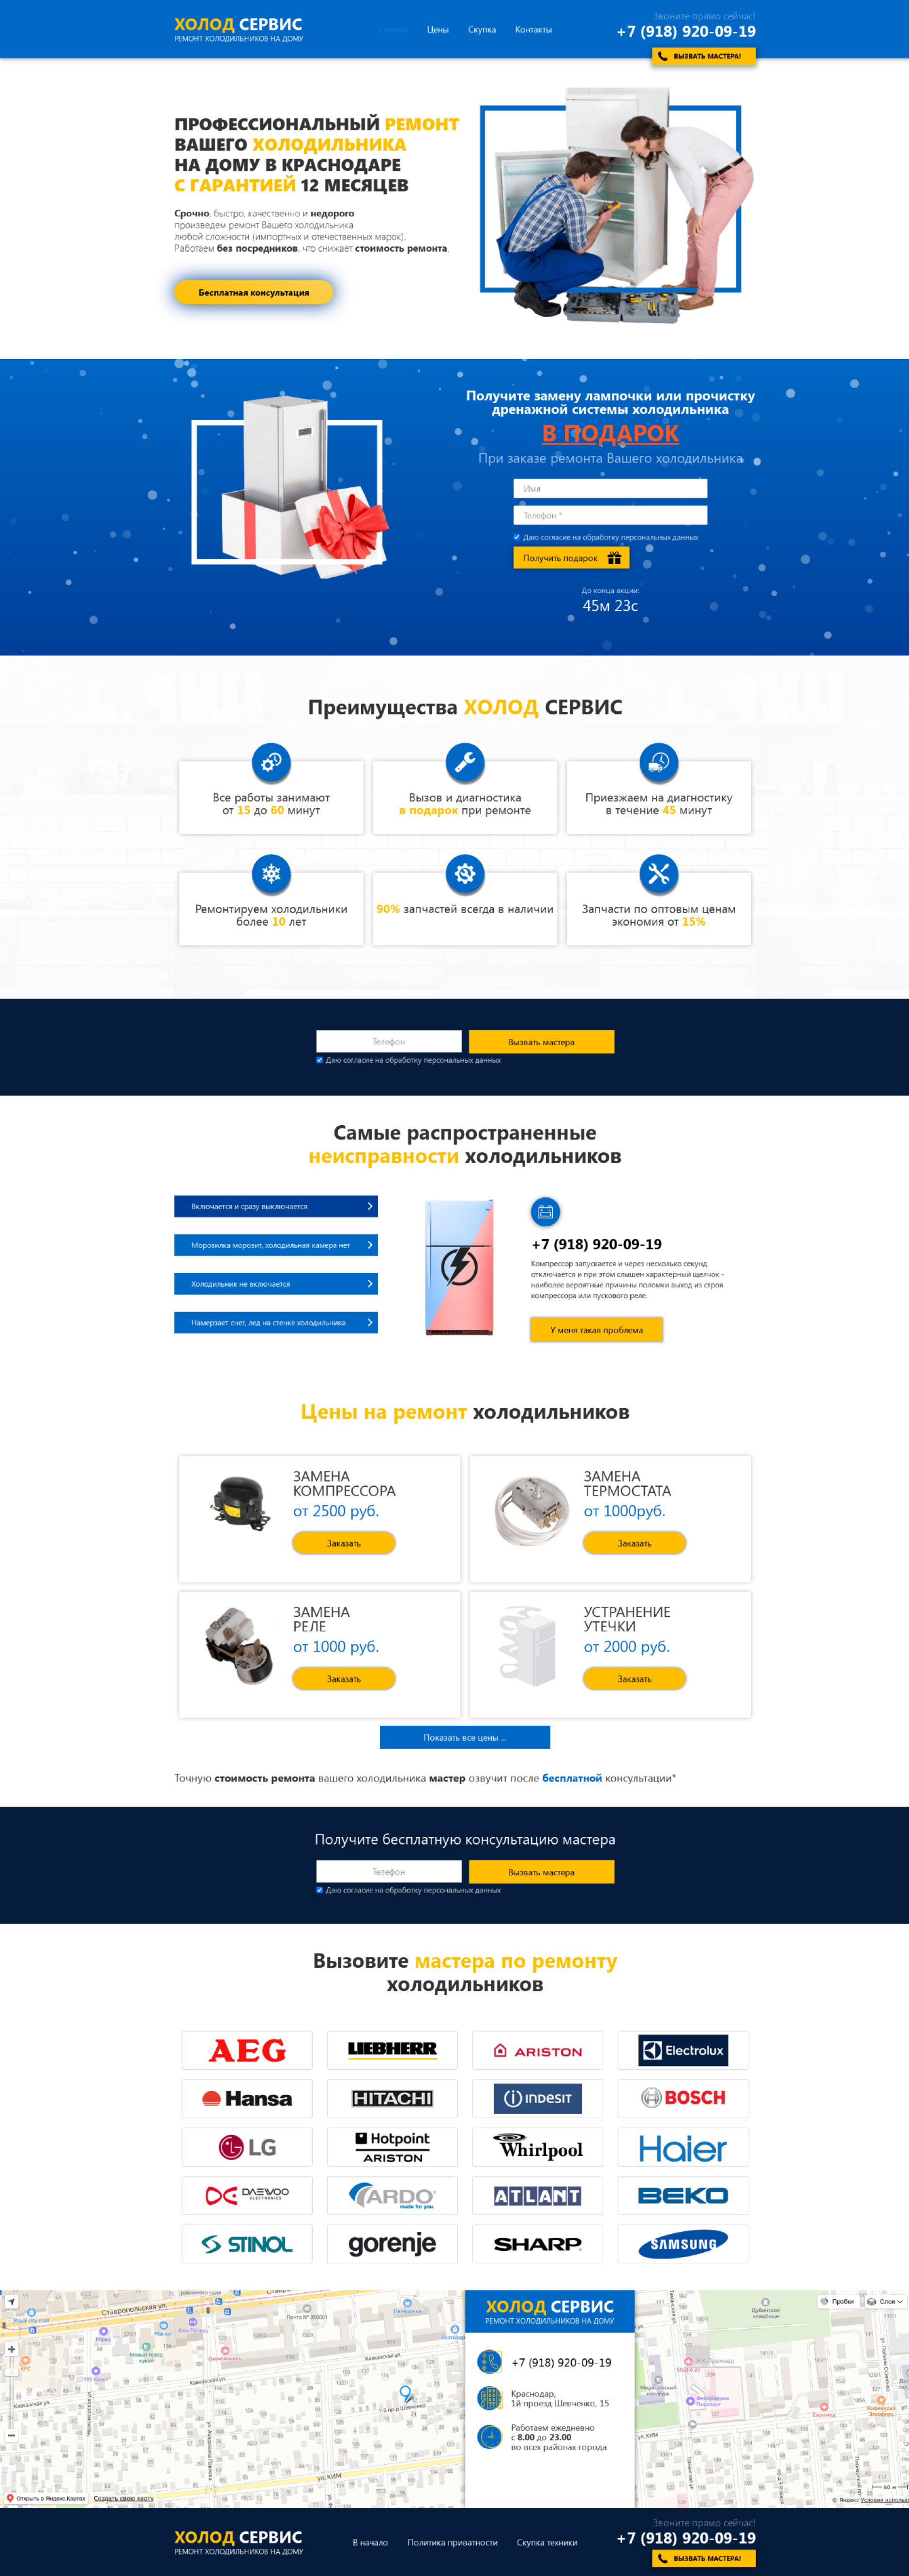 ХОЛОД СЕРВИС
РЕМОНТ ХОЛОДИЛЬНИКОВ НА ДОМУ
Цены
Скупка
Контакты
Звоните прямо сейчас!
+7 (918) 920-09-19
ВЫЗВАТЬ МАСТЕРА!
ПРОФЕССИОНАЛЬНЫЙ РЕМОНТ
ВАШЕГО ХОЛОДИЛЬНИКА
НА ДОМУ В КРАСНОДАРЕ
С ГАРАНТИЕЙ 12 МЕСЯЦЕВ
Срочно, быстро, качественно и недорого
произведем ремонт Вашего холодильника
любой сложности (импортных и отечественных марок).
Работаем без посредников, что снижает стоимость ремонта.
Бесплатная консультация
Получите замену лампочки или прочистку
дренажной системы холодильника
В ПОДАРОК
При заказе ремонта Вашего холодильника
Имя
Телефон *
Даю согласие на обработку персональных данных
Получить подарок
До конца акции:
45м 23с
Преимущества ХОЛОД СЕРВИС
Все работы занимают
от 15 до 60 минут
Вызов и диагностика
в подарок при ремонте
Приезжаем на диагностику
в течение 45 минут
Ремонтируем холодильники
более 10 лет
90% запчастей всегда в наличии
Запчасти по оптовым ценам
экономия от 15%
Телефон
Вызвать мастера
Даю согласие на обработку персональных данных
Самые распространенные
неисправности холодильников
Включается и сразу выключается
Морозилка морозит, холодильная камера нет
Холодильник не включается
Намерзает снег, лед на стенке холодильника
+7 (918) 920-09-19
Компрессор запускается и через несколько секунд
отключается и при этом слышен характерный щелчок -
наиболее вероятные причины поломки выход из строя
компрессора или пускового реле.
У меня такая проблема
Цены на ремонт холодильников
ЗАМЕНА
КОМПРЕССОРА
от 2500 руб.
Заказать
ЗАМЕНА
ТЕРМОСТАТА
от 1000руб.
Заказать
ЗАМЕНА
РЕЛЕ
от 1000 руб.
Заказать
УСТРАНЕНИЕ
УТЕЧКИ
от 2000 руб.
Заказать
Показать все цены ...
Точную стоимость ремонта вашего холодильника мастер озвучит после бесплатной консультации*
Получите бесплатную консультацию мастера
Телефон
Вызвать мастера
Даю согласие на обработку персональных данных
Вызовите мастера по ремонту
холодильников
AEG
LIEBHERR
ARISTON
Electrolux
Hansa
HITACHI
INDESIT
BOSCH
LG
Hotpoint
ARISTON
Whirlpool
Haier
DAEWOO
ELECTRONICS
ARDO
made for you.
ATLANT
BEKO
STINOL
gorenje
SHARP
SAMSUNG
Ставропольская ул.
Почта № 350001
Магнит
Кавказская ул.
ул. КИМ
Открыть в Яндекс.Картах
Создать свою карту
ХОЛОД СЕРВИС
РЕМОНТ ХОЛОДИЛЬНИКОВ НА ДОМУ
+7 (918) 920-09-19
Краснодар,
1й проезд Шевченко, 15
Работаем ежедневно
с 8.00 до 23.00
во всех районах города
Пробки
Слои
ЖК Премьер
ул. КИМ
60 м
ХОЛОД СЕРВИС
РЕМОНТ ХОЛОДИЛЬНИКОВ НА ДОМУ
В начало
Политика приватности
Скупка техники
Звоните прямо сейчас!
+7 (918) 920-09-19
ВЫЗВАТЬ МАСТЕРА!